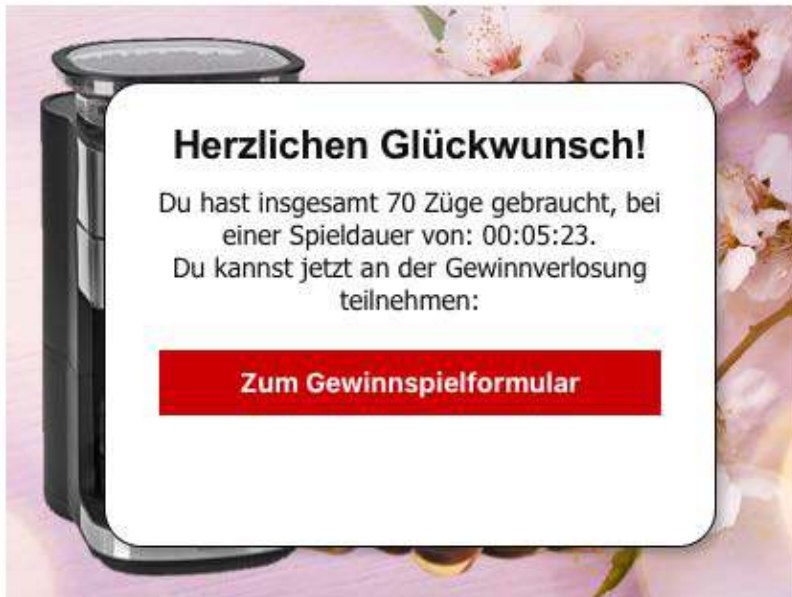 Herzlichen Glückwunsch!
Du hast insgesamt 70 Züge gebraucht, bei
einer Spieldauer von: 00:05:23.
Du kannst jetzt an der Gewinnverlosung
teilnehmen:
Zum Gewinnspielformular